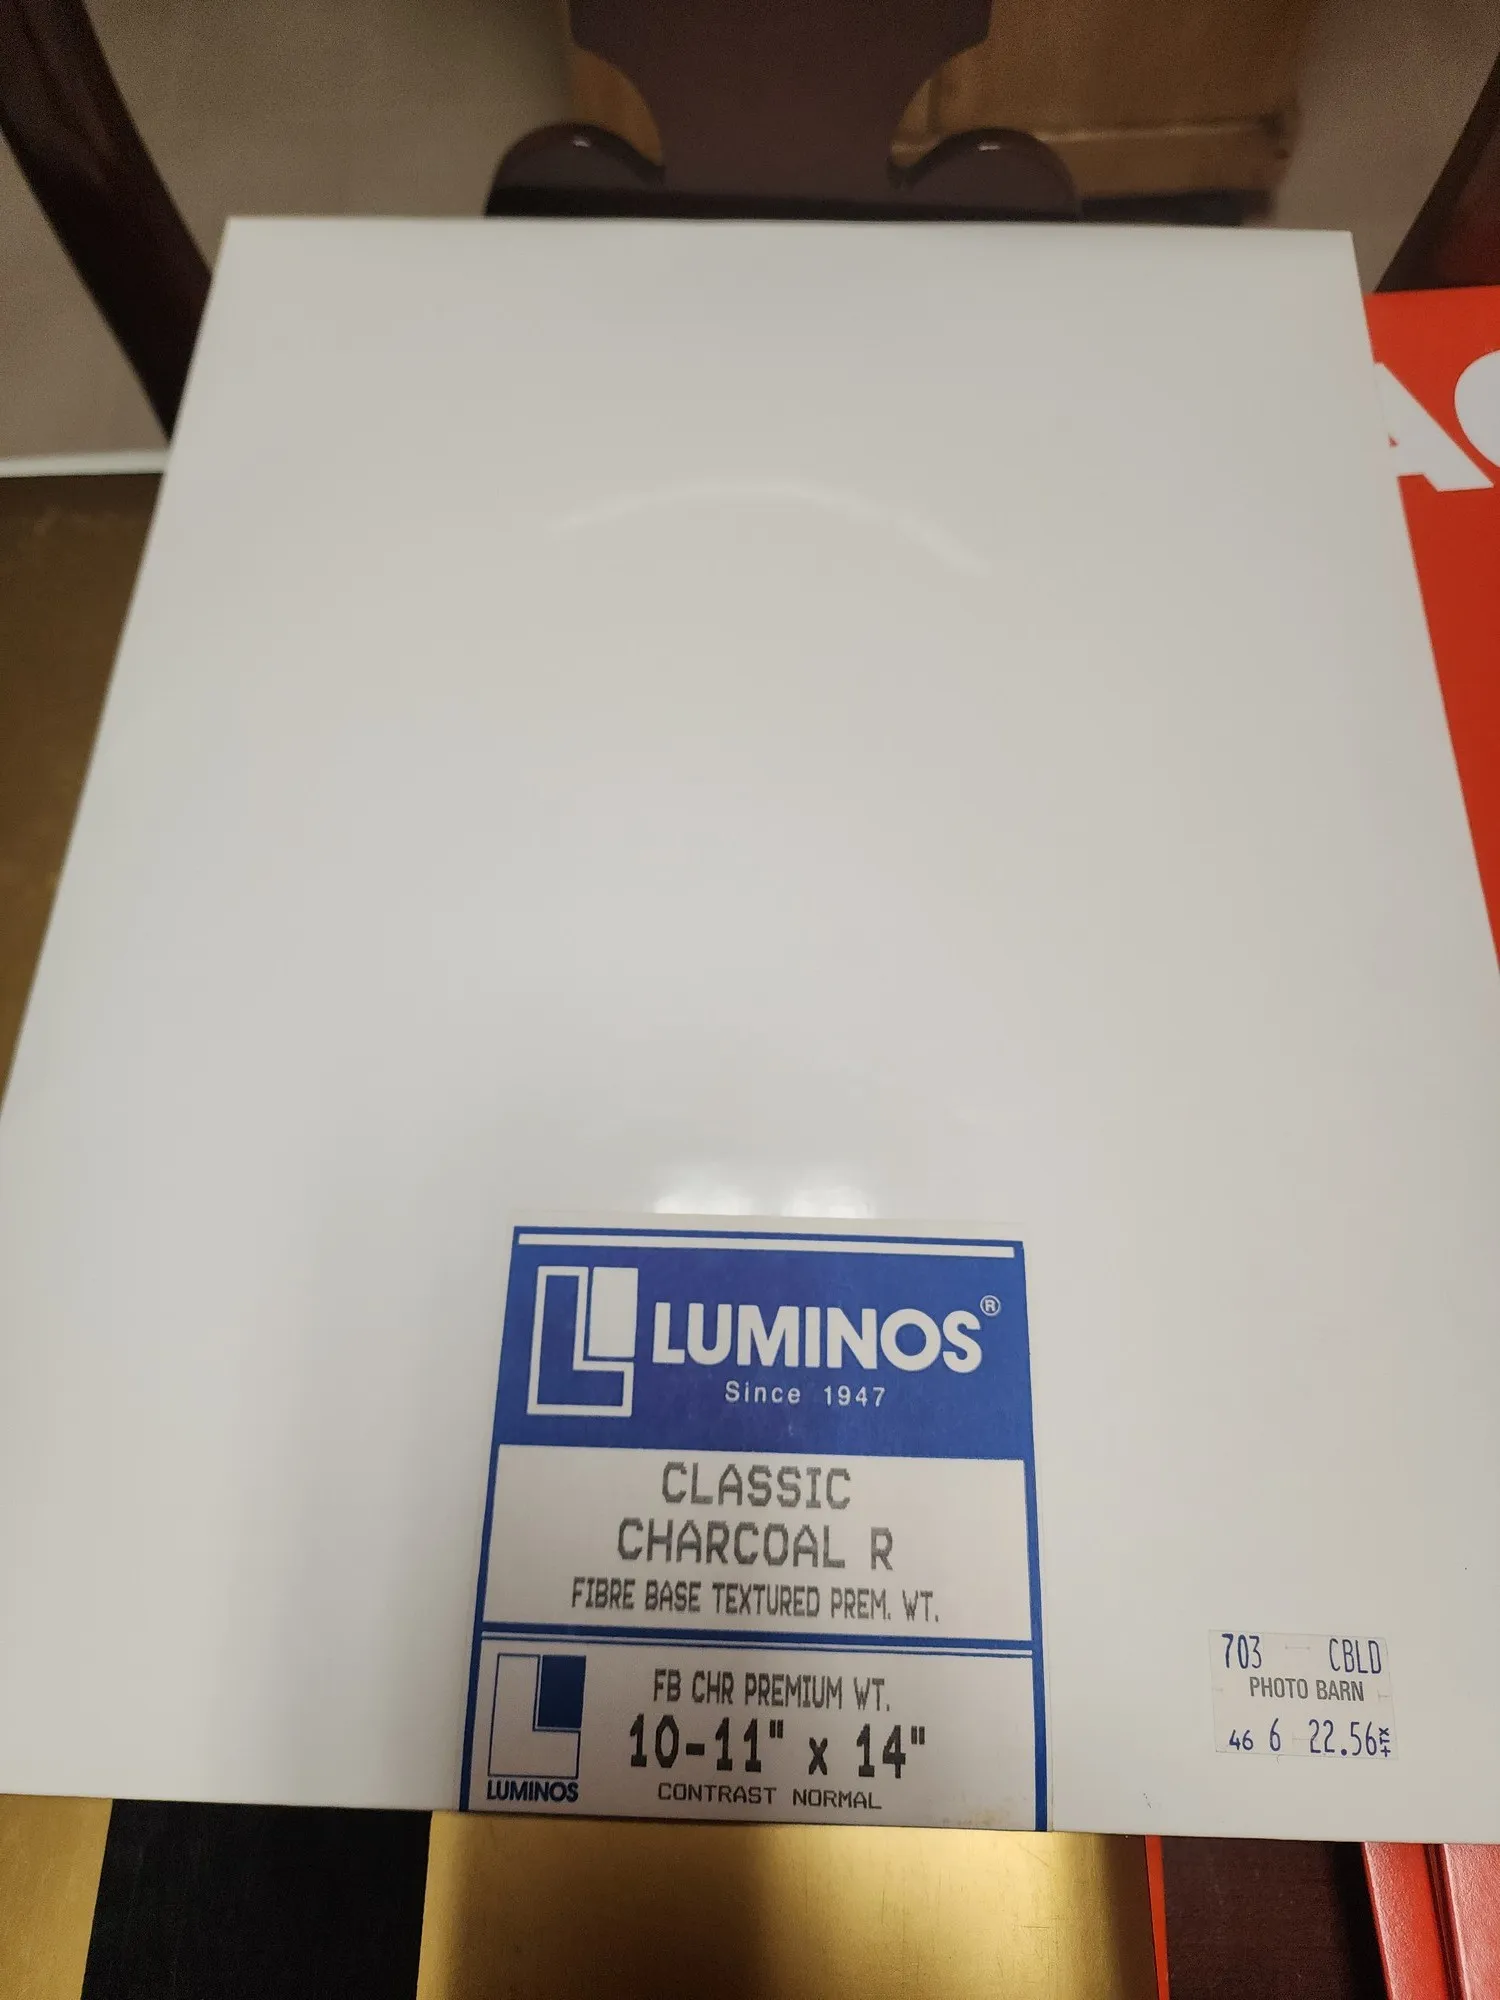 AG
LUMINOS®
Since 1947
CLASSIC
CHARCOAL R
FIBRE BASE TEXTURED PREM. WT.
FB CHR PREMIUM WT.
10-11" x 14"
CONTRAST NORMAL
LUMINOS
703 CBLD
PHOTO BARN
46 6 22.56